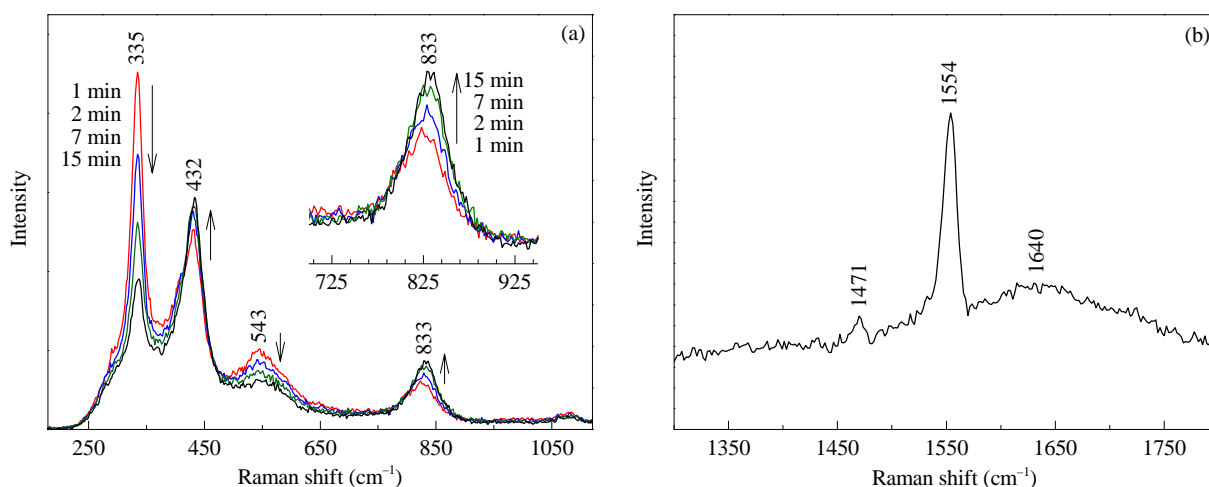 (a)
335
1 min
2 min
7 min
15 min
432
543
833
833
15 min
7 min
2 min
1 min
725 825 925
Intensity
250 450 650 850 1050
Raman shift (cm⁻¹)
(b)
1554
1471
1640
Intensity
1350 1450 1550 1650 1750
Raman shift (cm⁻¹)